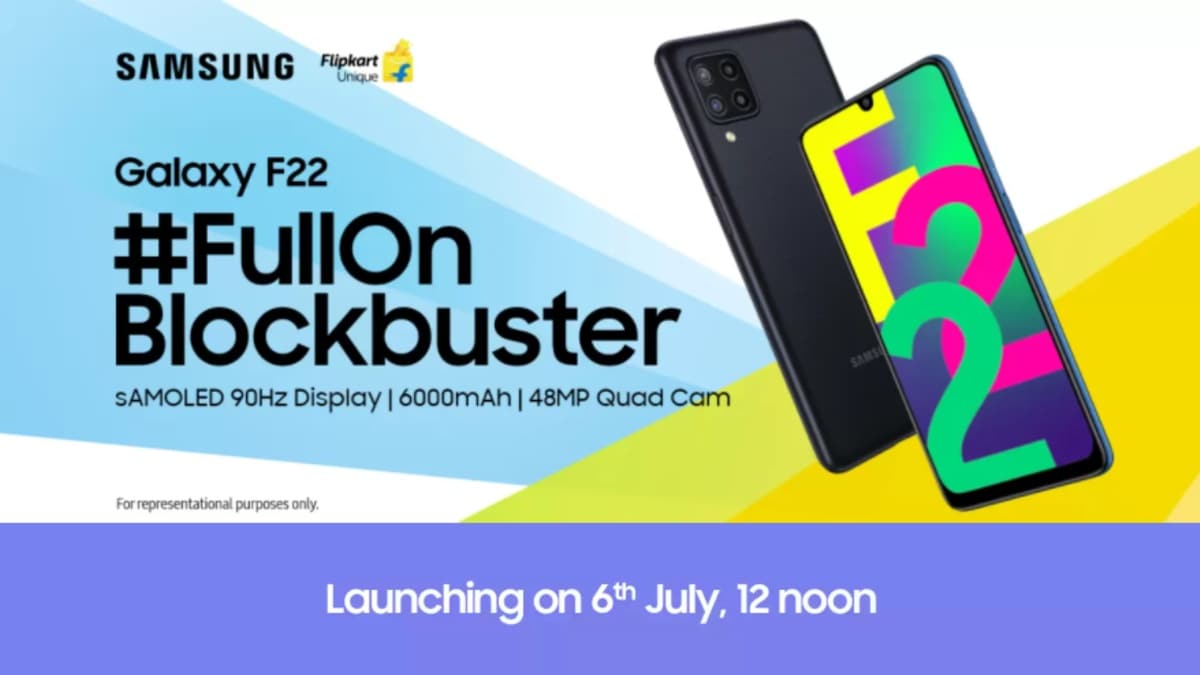 SAMSUNG
Flipkart
Unique
Galaxy F22
#FullOn
Blockbuster
sAMOLED 90Hz Display | 6000mAh | 48MP Quad Cam
For representational purposes only.
SAMSU
F22
Launching on 6th July, 12 noon